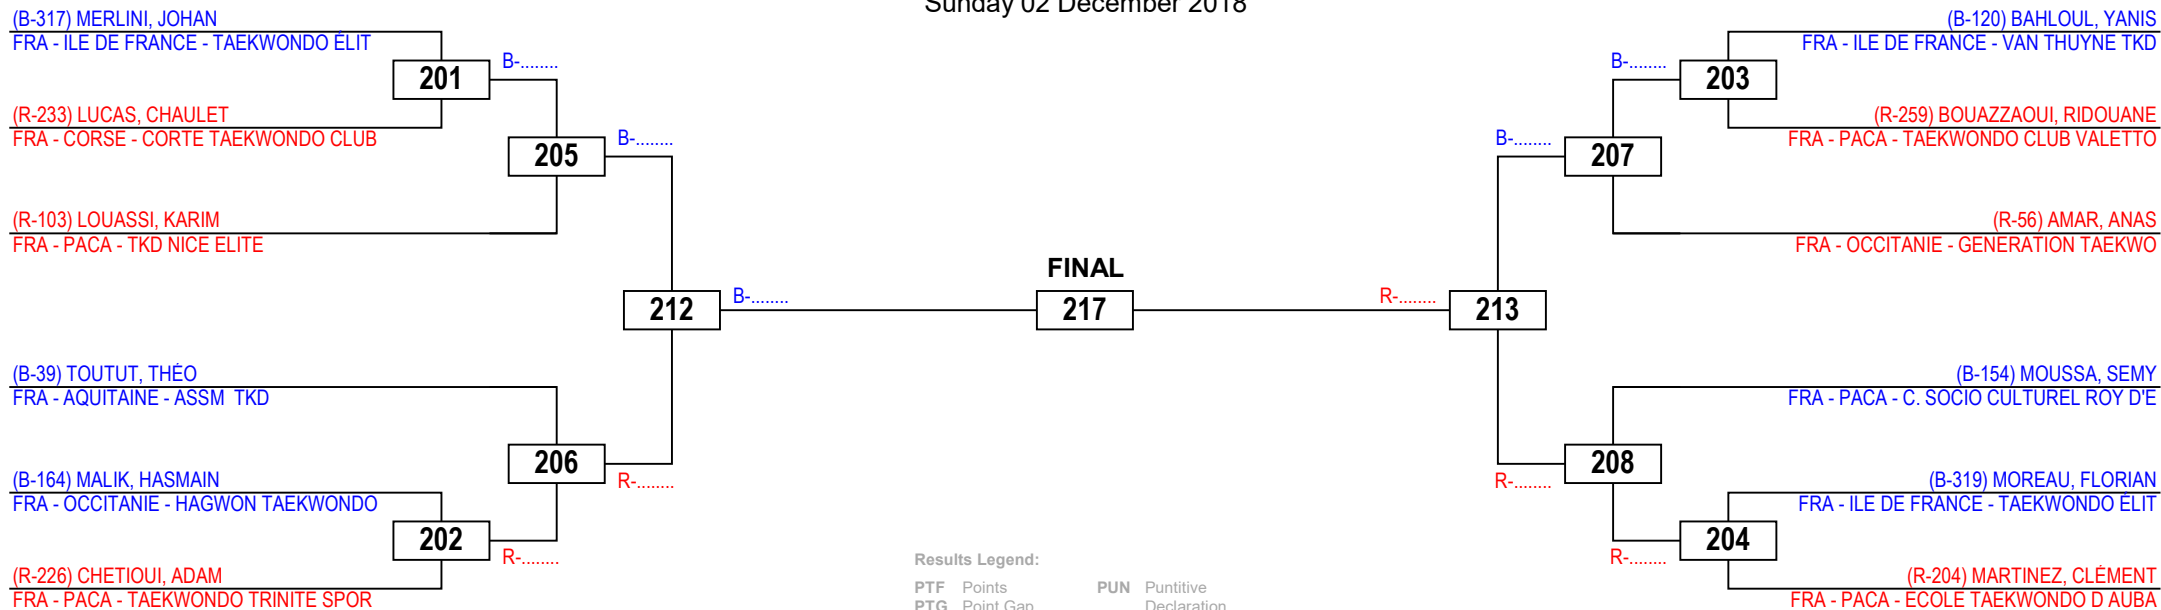 Sunday 02 December 2018
(B-317) MERLINI, JOHAN
FRA - ILE DE FRANCE - TAEKWONDO ÉLIT
201
B-........
(R-233) LUCAS, CHAULET
FRA - CORSE - CORTE TAEKWONDO CLUB
205
B-........
(R-103) LOUASSI, KARIM
FRA - PACA - TKD NICE ELITE
212
B-........
(B-39) TOUTUT, THÉO
FRA - AQUITAINE - ASSM  TKD
206
R-........
(B-164) MALIK, HASMAIN
FRA - OCCITANIE - HAGWON TAEKWONDO
202
R-........
(R-226) CHETIOUI, ADAM
FRA - PACA - TAEKWONDO TRINITE SPOR
FINAL
217
(B-120) BAHLOUL, YANIS
FRA - ILE DE FRANCE - VAN THUYNE TKD
B-........
203
(R-259) BOUAZZAOUI, RIDOUANE
FRA - PACA - TAEKWONDO CLUB VALETTO
B-........
207
(R-56) AMAR, ANAS
FRA - OCCITANIE - GENERATION TAEKWO
R-........
213
(B-154) MOUSSA, SEMY
FRA - PACA - C. SOCIO CULTUREL ROY D'E
R-........
208
(B-319) MOREAU, FLORIAN
FRA - ILE DE FRANCE - TAEKWONDO ÉLIT
R-........
204
(R-204) MARTINEZ, CLÉMENT
FRA - PACA - ECOLE TAEKWONDO D AUBA
Results Legend:
PTF Points PUN Puntitive
PTG Point Gap Declaration